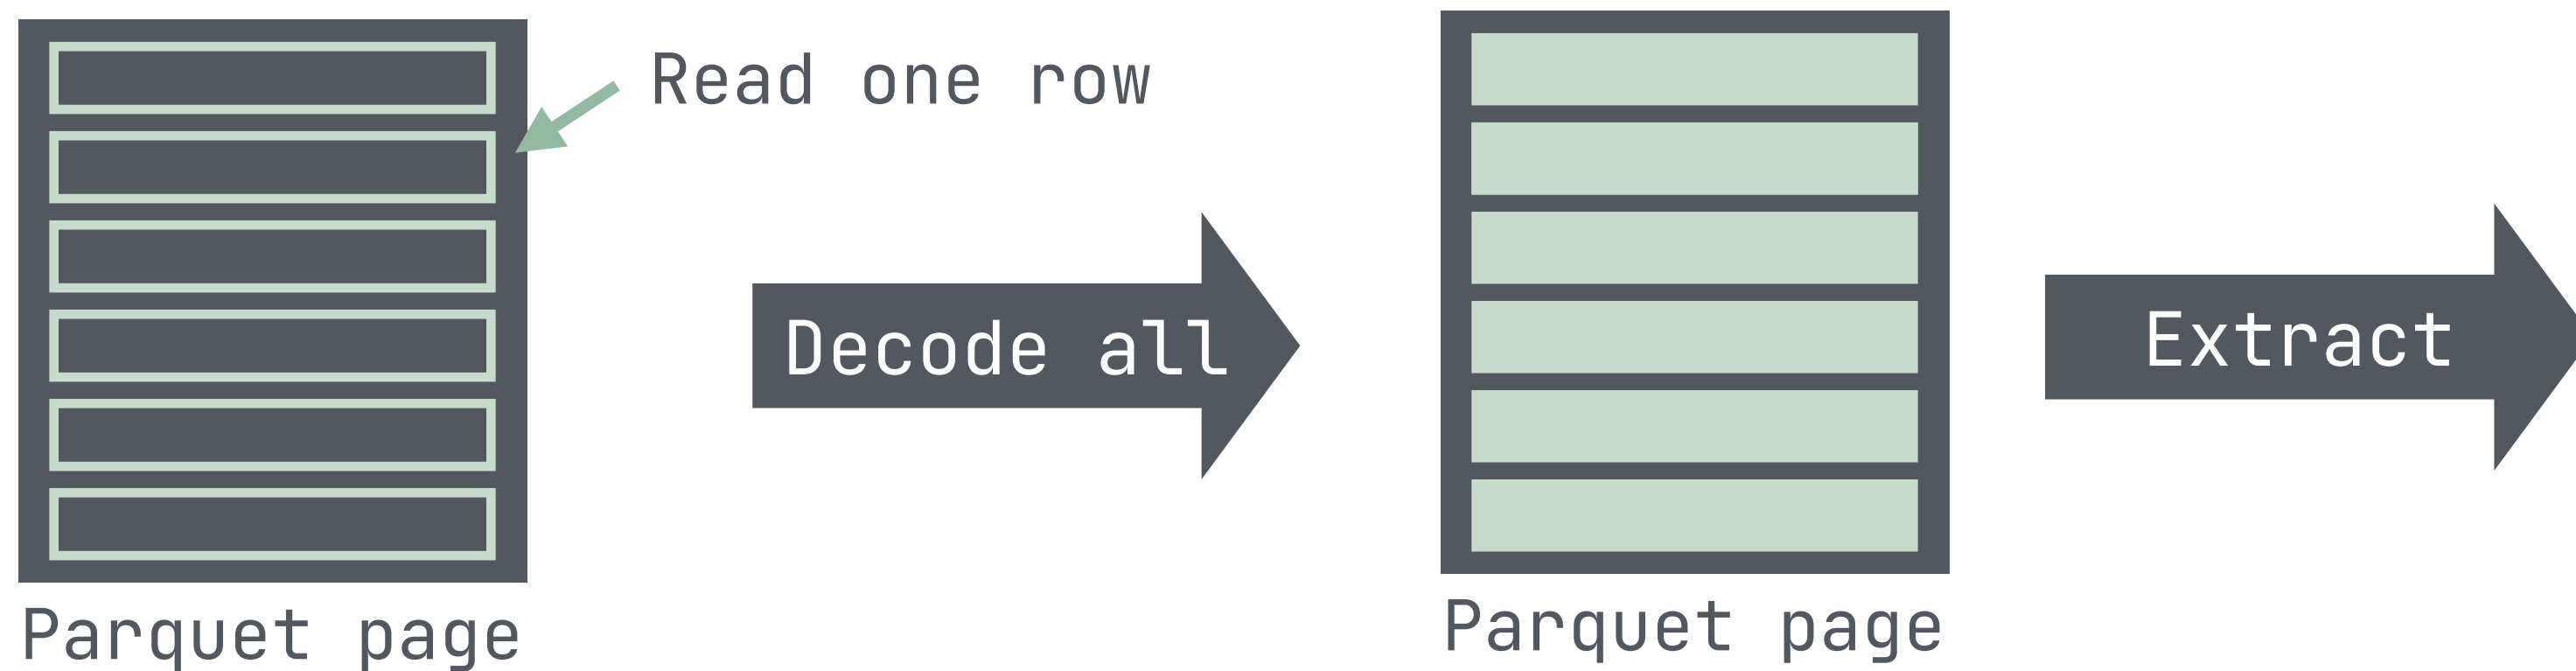 Read one row
Decode all
Extract
Parquet page
Parquet page